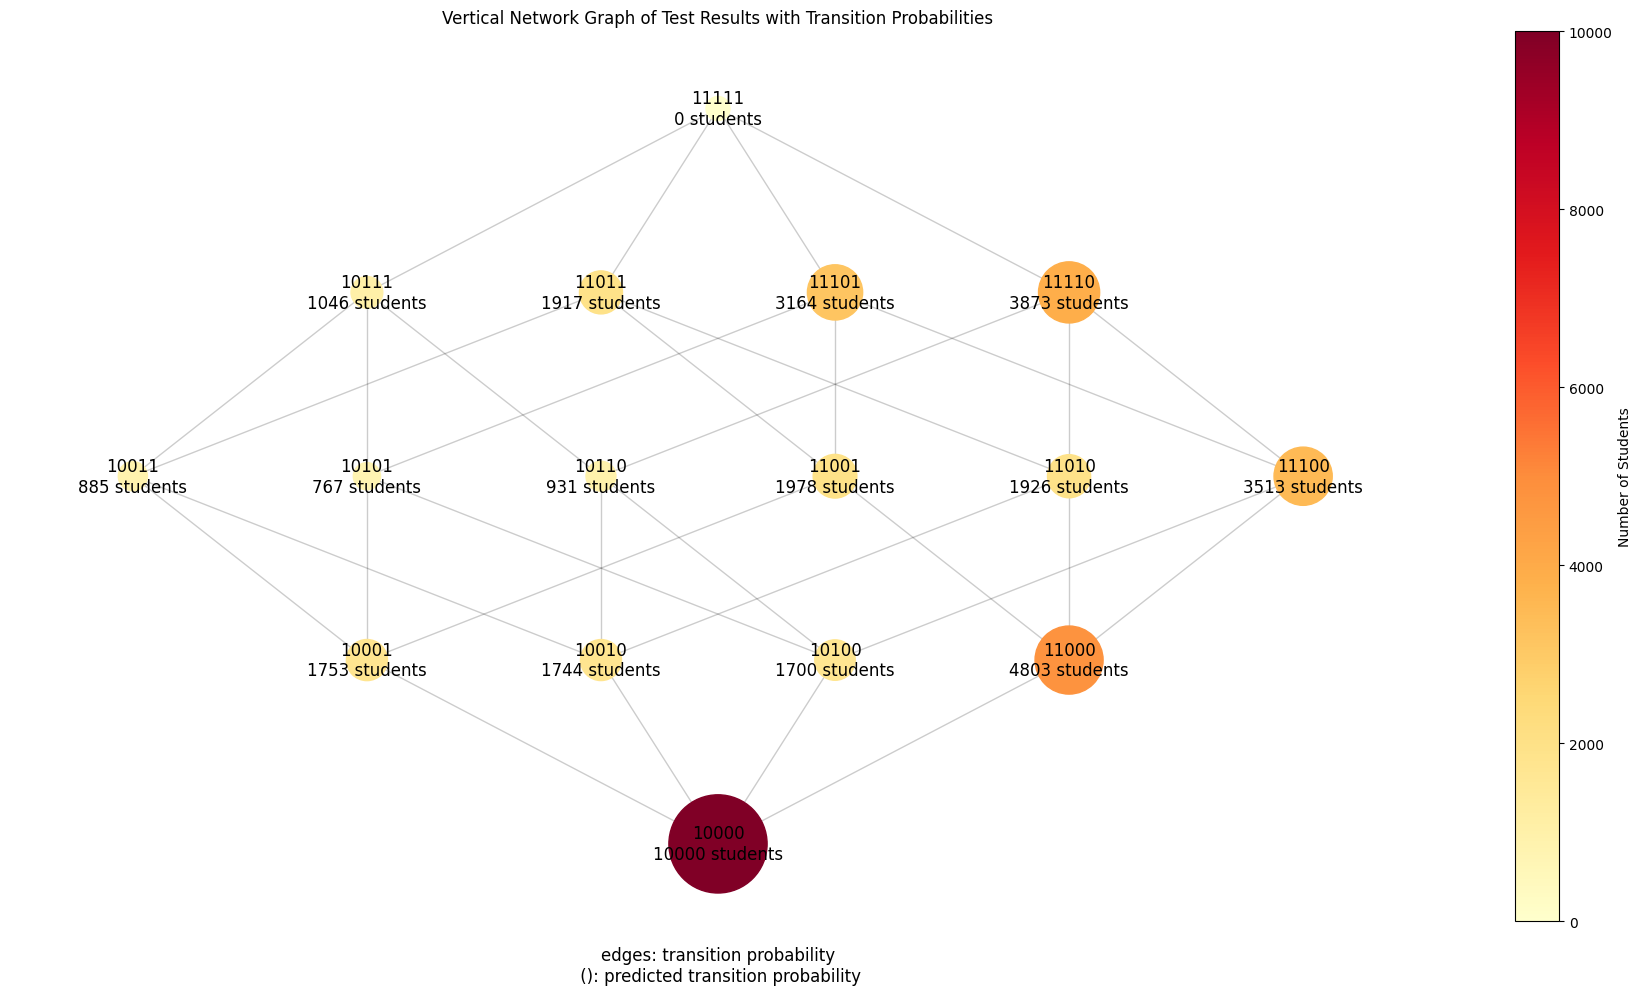 Vertical Network Graph of Test Results with Transition Probabilities
11111
0 students
10111
1046 students
11011
1917 students
11101
3164 students
11110
3873 students
10011
885 students
10101
767 students
10110
931 students
11001
1978 students
11010
1926 students
11100
3513 students
10001
1753 students
10010
1744 students
10100
1700 students
11000
4803 students
10000
10000 students
edges: transition probability
(): predicted transition probability
10000
8000
6000
4000
2000
0
Number of Students